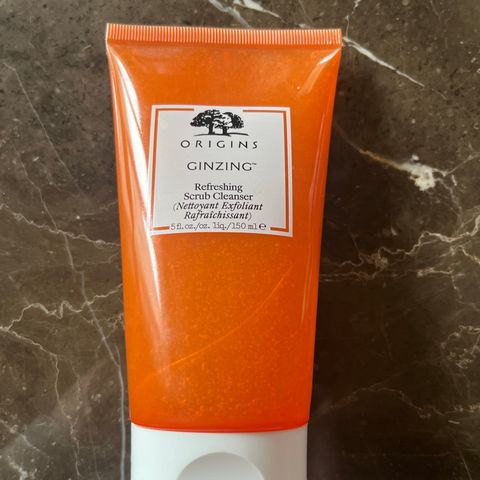 ORIGINS
GINZING™
Refreshing
Scrub Cleanser
(Nettoyant Exfoliant
Rafraîchissant)
5 fl.oz./oz. liq./150 ml ℮